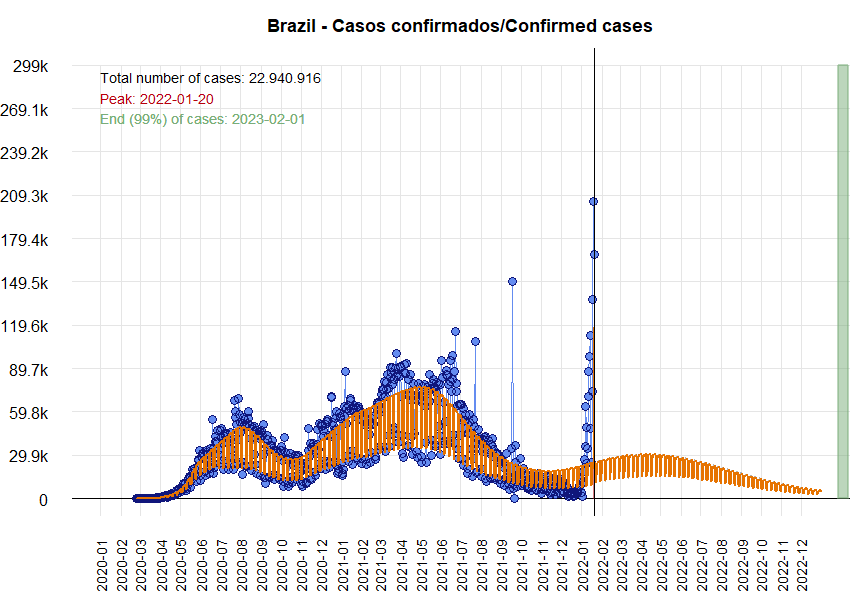 Brazil - Casos confirmados/Confirmed cases
299k
269.1k
239.2k
209.3k
179.4k
149.5k
119.6k
89.7k
59.8k
29.9k
0
Total number of cases: 22.940.916
Peak: 2022-01-20
End (99%) of cases: 2023-02-01
2020-01
2020-02
2020-03
2020-04
2020-05
2020-06
2020-07
2020-08
2020-09
2020-10
2020-11
2020-12
2021-01
2021-02
2021-03
2021-04
2021-05
2021-06
2021-07
2021-08
2021-09
2021-10
2021-11
2021-12
2022-01
2022-02
2022-03
2022-04
2022-05
2022-06
2022-07
2022-08
2022-09
2022-10
2022-11
2022-12